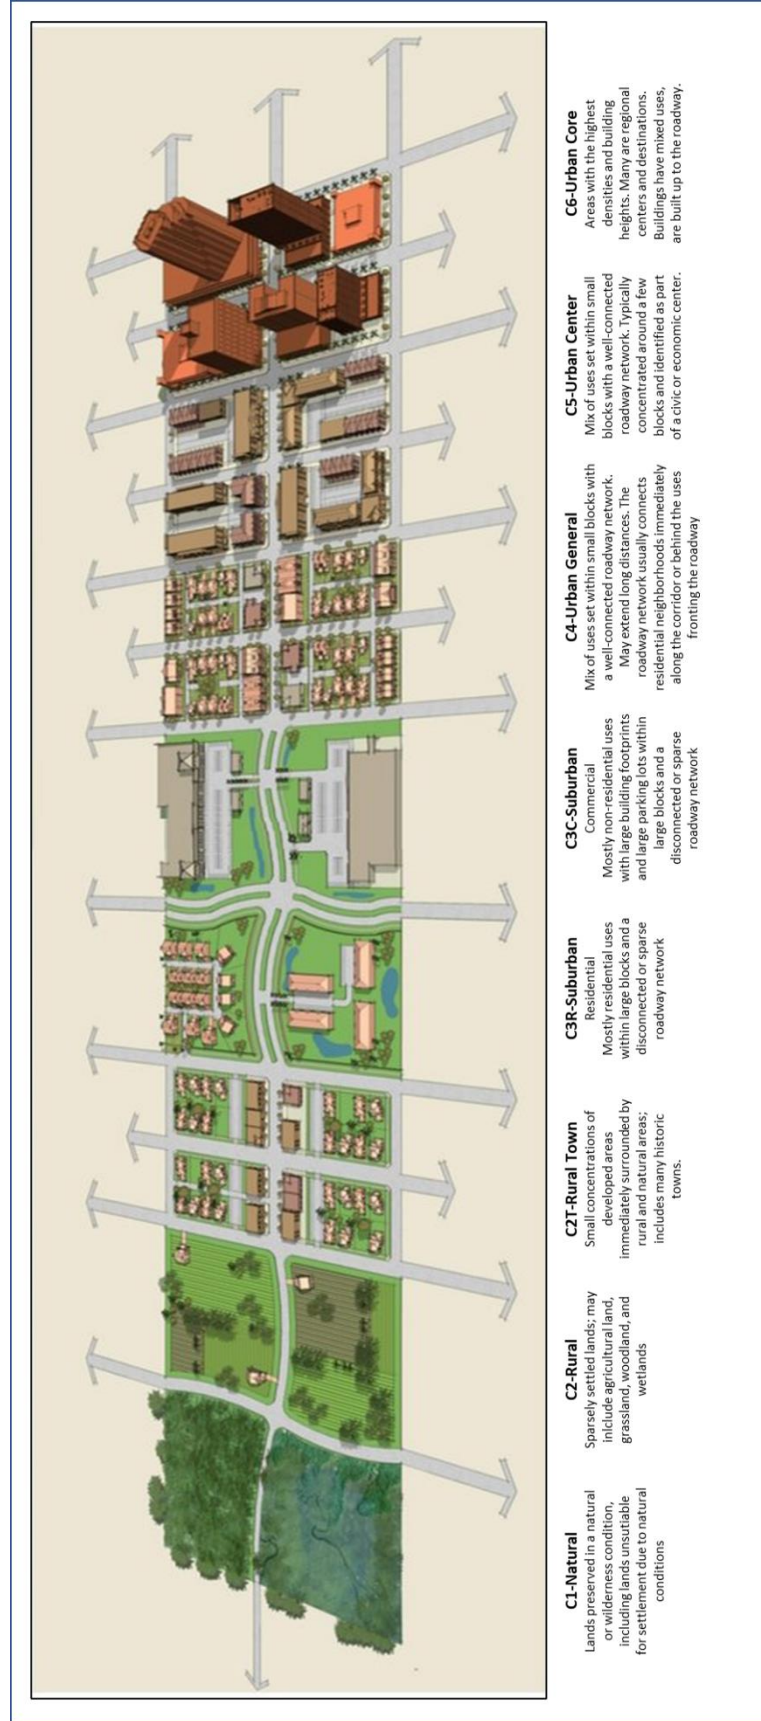 C1-Natural
Lands preserved in a natural
or wilderness condition,
including lands unsutiable
for settlement due to natural
conditions
C2-Rural
Sparsely settled lands; may
inlclude agricultural land,
grassland, woodland, and
wetlands
C2T-Rural Town
Small concentrations of
developed areas
immediately surrounded by
rural and natural areas;
includes many historic
towns.
C3R-Suburban
Residential
Mostly residential uses
within large blocks and a
disconnected or sparse
roadway network
C3C-Suburban
Commercial
Mostly non-residential uses
with large building footprints
and large parking lots within
large blocks and a
disconnected or sparse
roadway network
C4-Urban General
Mix of uses set within small blocks with
a well-connected roadway network.
May extend long distances. The
roadway network usually connects
residential neighborhoods immediately
along the corridor or behind the uses
fronting the roadway
C5-Urban Center
Mix of uses set within small
blocks with a well-connected
roadway network. Typically
concentrated around a few
blocks and identified as part
of a civic or economic center.
C6-Urban Core
Areas with the highest
densities and building
heights. Many are regional
centers and destinations.
Buildings have mixed uses,
are built up to the roadway.